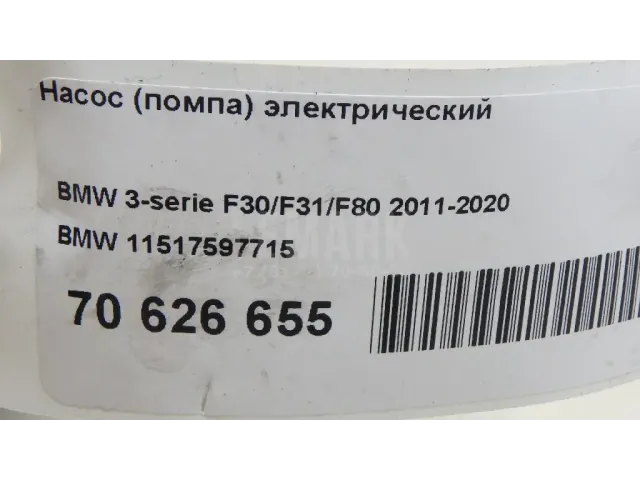 Насос (помпа) электрический
BMW 3-serie F30/F31/F80 2011-2020
BMW 11517597715
70 626 655